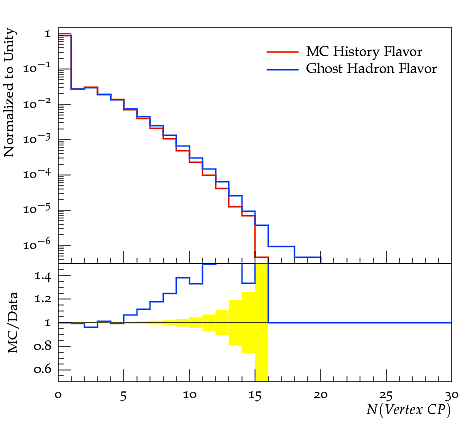 Normalized to Unity
1
10⁻¹
10⁻²
10⁻³
10⁻⁴
10⁻⁵
10⁻⁶
MC History Flavor
Ghost Hadron Flavor
MC/Data
1.4
1.2
1
0.8
0.6
0 5 10 15 20 25 30
N(Vertex CP)